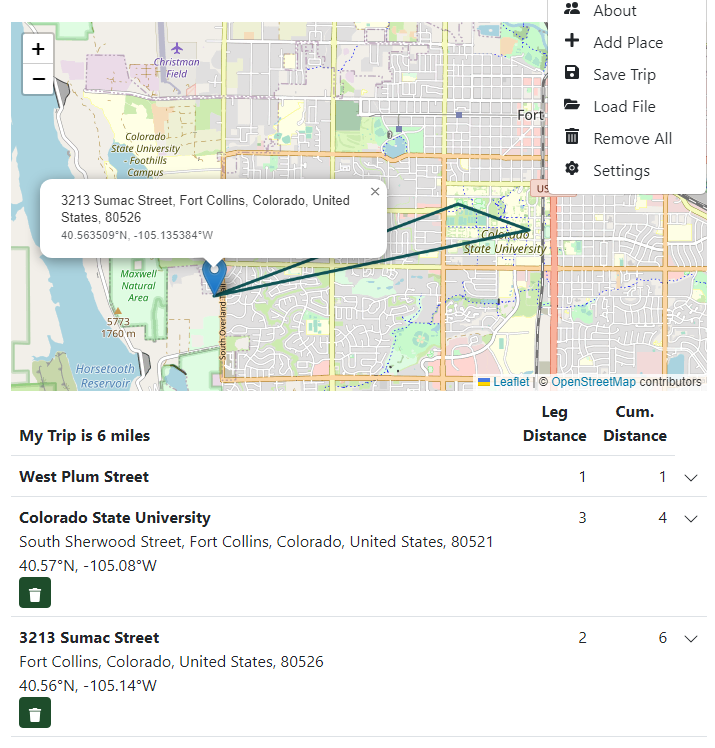 About
+
Add Place
−
Christman
Field
Save Trip
Load File
Fort
Remove All
Colorado
State University
- Foothills
Campus
Settings
US
×
3213 Sumac Street, Fort Collins, Colorado, United
States, 80526
40.563509°N, -105.135384°W
Colorado
State University
Maxwell
Natural
Area
5773
1760 m
South Overland Trail
Horsetooth
Reservoir
Leaflet | © OpenStreetMap contributors
My Trip is 6 miles
Leg
Distance
Cum.
Distance
West Plum Street 1 1
Colorado State University 3 4
South Sherwood Street, Fort Collins, Colorado, United States, 80521
40.57°N, -105.08°W
3213 Sumac Street 2 6
Fort Collins, Colorado, United States, 80526
40.56°N, -105.14°W